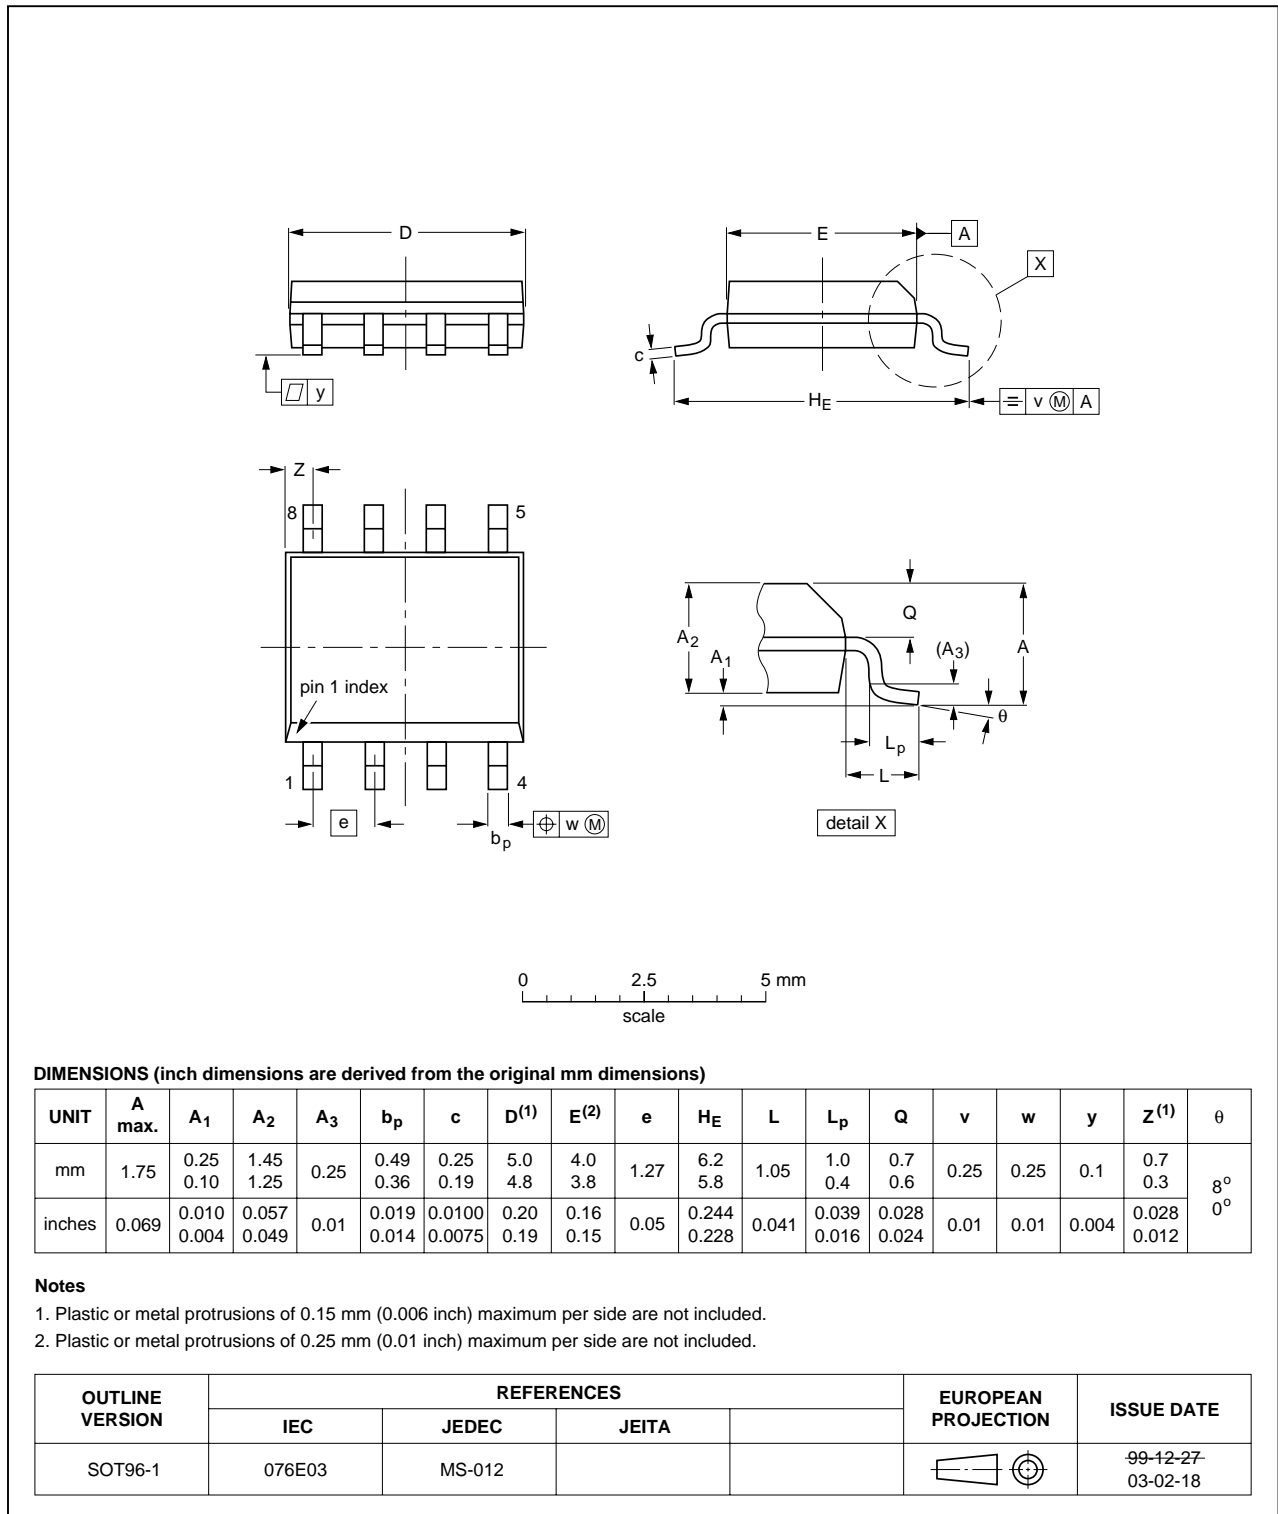 D
E
A
X
c
y
HE
v Ⓜ A
Z
8
5
pin 1 index
1
4
e
bp
w Ⓜ
Q
A2
A1
(A3)
A
θ
Lp
L
detail X
0 2.5 5 mm
scale
DIMENSIONS (inch dimensions are derived from the original mm dimensions)
UNIT A max. A1 A2 A3 bp c D(1) E(2) e HE L Lp Q v w y Z(1) θ
mm 1.75 0.25 0.10 1.45 1.25 0.25 0.49 0.36 0.25 0.19 5.0 4.8 4.0 3.8 1.27 6.2 5.8 1.05 1.0 0.4 0.7 0.6 0.25 0.25 0.1 0.7 0.3 8° 0°
inches 0.069 0.010 0.004 0.057 0.049 0.01 0.019 0.014 0.0100 0.0075 0.20 0.19 0.16 0.15 0.05 0.244 0.228 0.041 0.039 0.016 0.028 0.024 0.01 0.01 0.004 0.028 0.012
Notes
1. Plastic or metal protrusions of 0.15 mm (0.006 inch) maximum per side are not included.
2. Plastic or metal protrusions of 0.25 mm (0.01 inch) maximum per side are not included.
OUTLINE VERSION REFERENCES EUROPEAN PROJECTION ISSUE DATE
IEC JEDEC JEITA
SOT96-1 076E03 MS-012 99-12-27 03-02-18